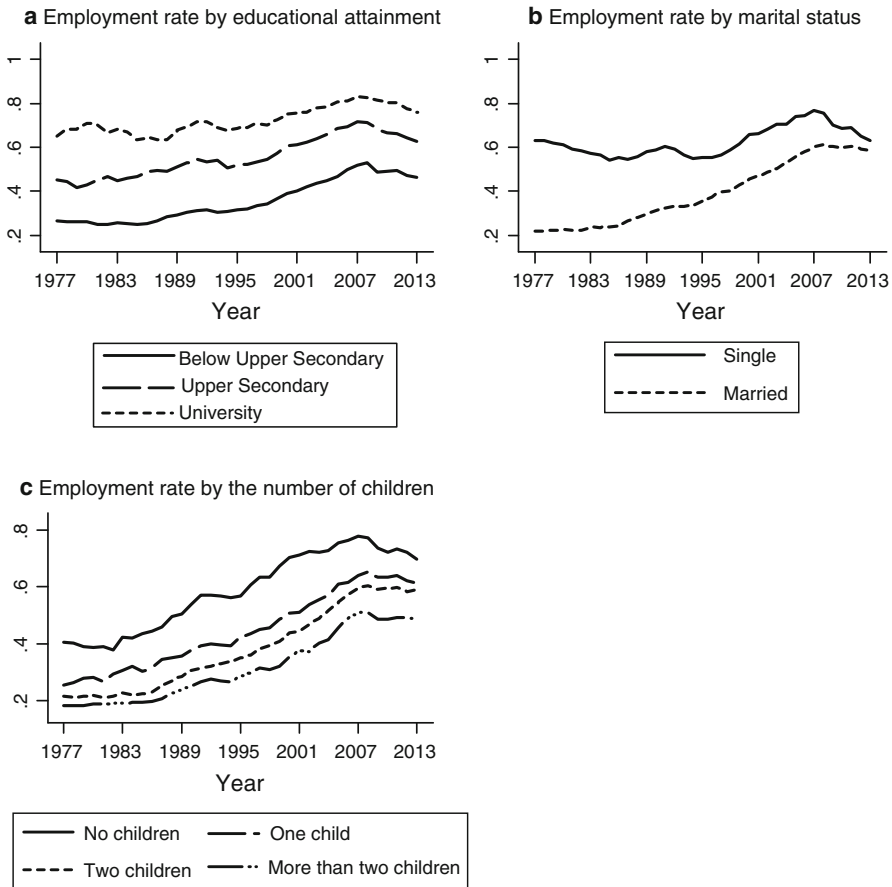 a Employment rate by educational attainment
1
.8
.6
.4
.2
1977 1983 1989 1995 2001 2007 2013
Year
Below Upper Secondary
Upper Secondary
University
b Employment rate by marital status
1
.8
.6
.4
.2
1977 1983 1989 1995 2001 2007 2013
Year
Single
Married
c Employment rate by the number of children
.8
.6
.4
.2
1977 1983 1989 1995 2001 2007 2013
Year
No children One child
Two children More than two children